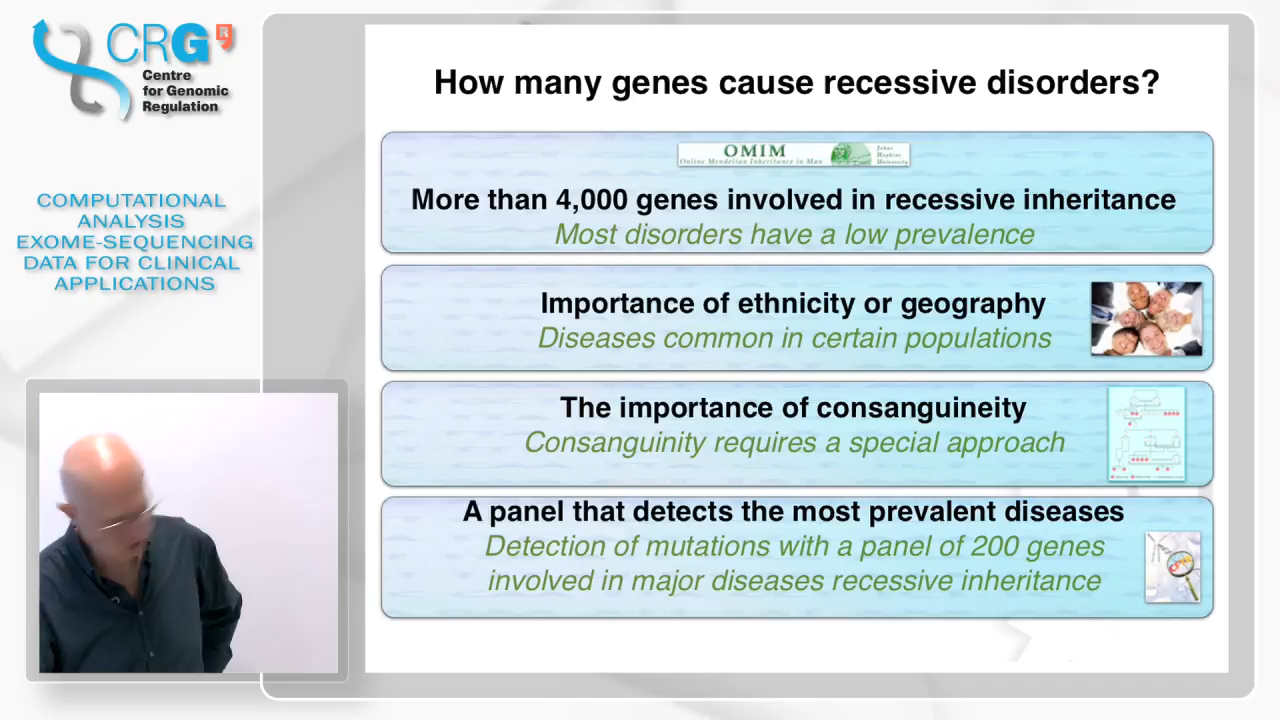 CRG
Centre
for Genomic
Regulation
COMPUTATIONAL
ANALYSIS
EXOME-SEQUENCING
DATA FOR CLINICAL
APPLICATIONS
How many genes cause recessive disorders?
OMIM
Online Mendelian Inheritance in Man
Johns
Hopkins
University
More than 4,000 genes involved in recessive inheritance
Most disorders have a low prevalence
Importance of ethnicity or geography
Diseases common in certain populations
The importance of consanguineity
Consanguinity requires a special approach
A panel that detects the most prevalent diseases
Detection of mutations with a panel of 200 genes
involved in major diseases recessive inheritance